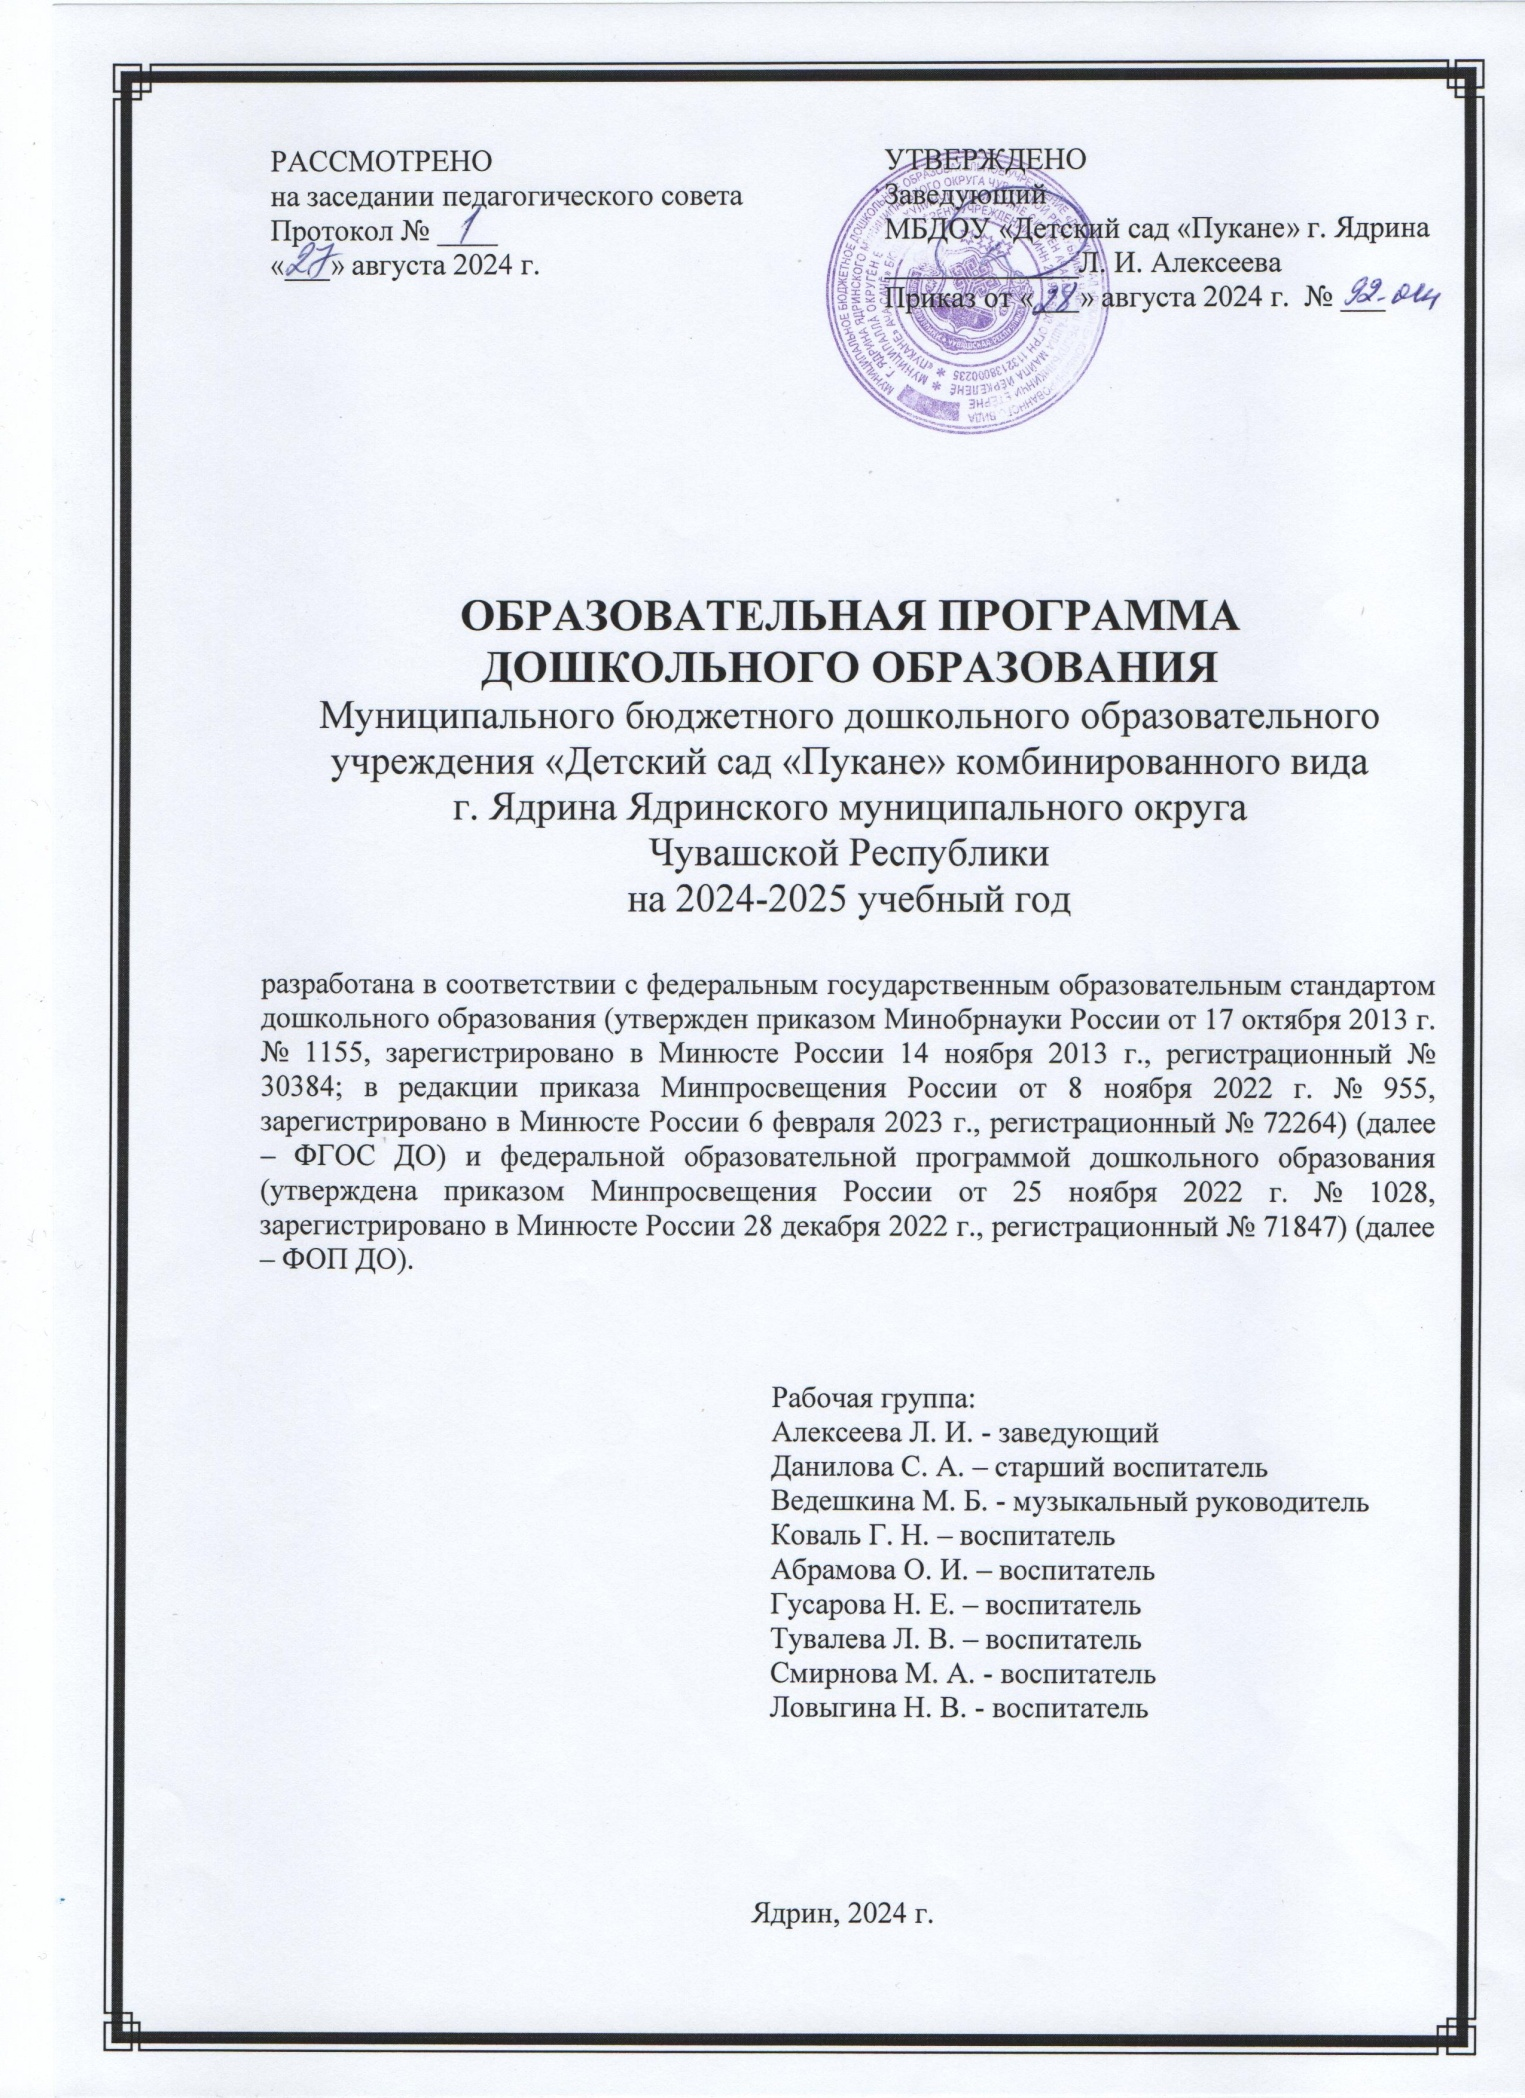 РАССМОТРЕНО
на заседании педагогического совета
Протокол № 1
«27» августа 2024 г.
УТВЕРЖДЕНО
Заведующий
МБДОУ «Детский сад «Пукане» г. Ядрина
Л. И. Алексеева
Приказ от «28» августа 2024 г. № 92-осн
ОГРН 1132138000235
ОБРАЗОВАТЕЛЬНАЯ ПРОГРАММА
ДОШКОЛЬНОГО ОБРАЗОВАНИЯ
Муниципального бюджетного дошкольного образовательного
учреждения «Детский сад «Пукане» комбинированного вида
г. Ядрина Ядринского муниципального округа
Чувашской Республики
на 2024-2025 учебный год
разработана в соответствии с федеральным государственным образовательным стандартом
дошкольного образования (утвержден приказом Минобрнауки России от 17 октября 2013 г.
№ 1155, зарегистрировано в Минюсте России 14 ноября 2013 г., регистрационный №
30384; в редакции приказа Минпросвещения России от 8 ноября 2022 г. № 955,
зарегистрировано в Минюсте России 6 февраля 2023 г., регистрационный № 72264) (далее
– ФГОС ДО) и федеральной образовательной программой дошкольного образования
(утверждена приказом Минпросвещения России от 25 ноября 2022 г. № 1028,
зарегистрировано в Минюсте России 28 декабря 2022 г., регистрационный № 71847) (далее
– ФОП ДО).
Рабочая группа:
Алексеева Л. И. - заведующий
Данилова С. А. – старший воспитатель
Ведешкина М. Б. - музыкальный руководитель
Коваль Г. Н. – воспитатель
Абрамова О. И. – воспитатель
Гусарова Н. Е. – воспитатель
Тувалева Л. В. – воспитатель
Смирнова М. А. - воспитатель
Ловыгина Н. В. - воспитатель
Ядрин, 2024 г.